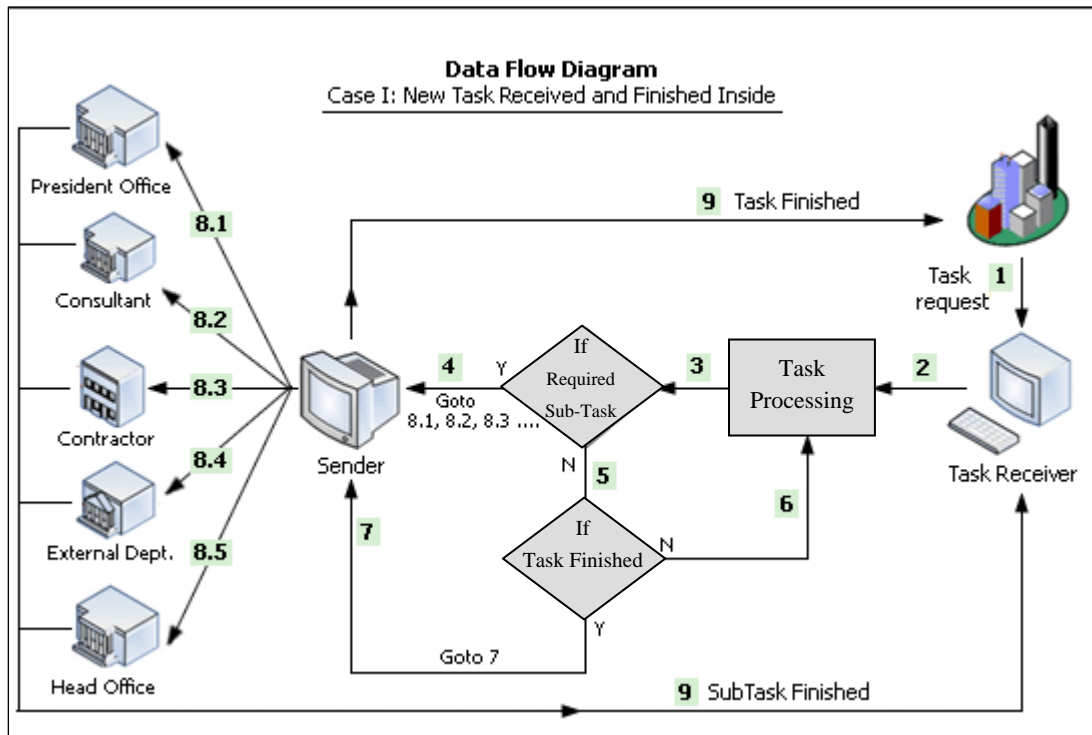 Data Flow Diagram
Case I: New Task Received and Finished Inside
President Office
8.1
9 Task Finished
Consultant
8.2
Task
request
1
8.3
Contractor
Sender
Y
4
Goto
8.1, 8.2, 8.3 ....
If
Required
Sub-Task
3
Task
Processing
2
Task Receiver
8.4
External Dept.
N
5
7
If
Task Finished
N
6
8.5
Y
Goto 7
Head Office
9 SubTask Finished